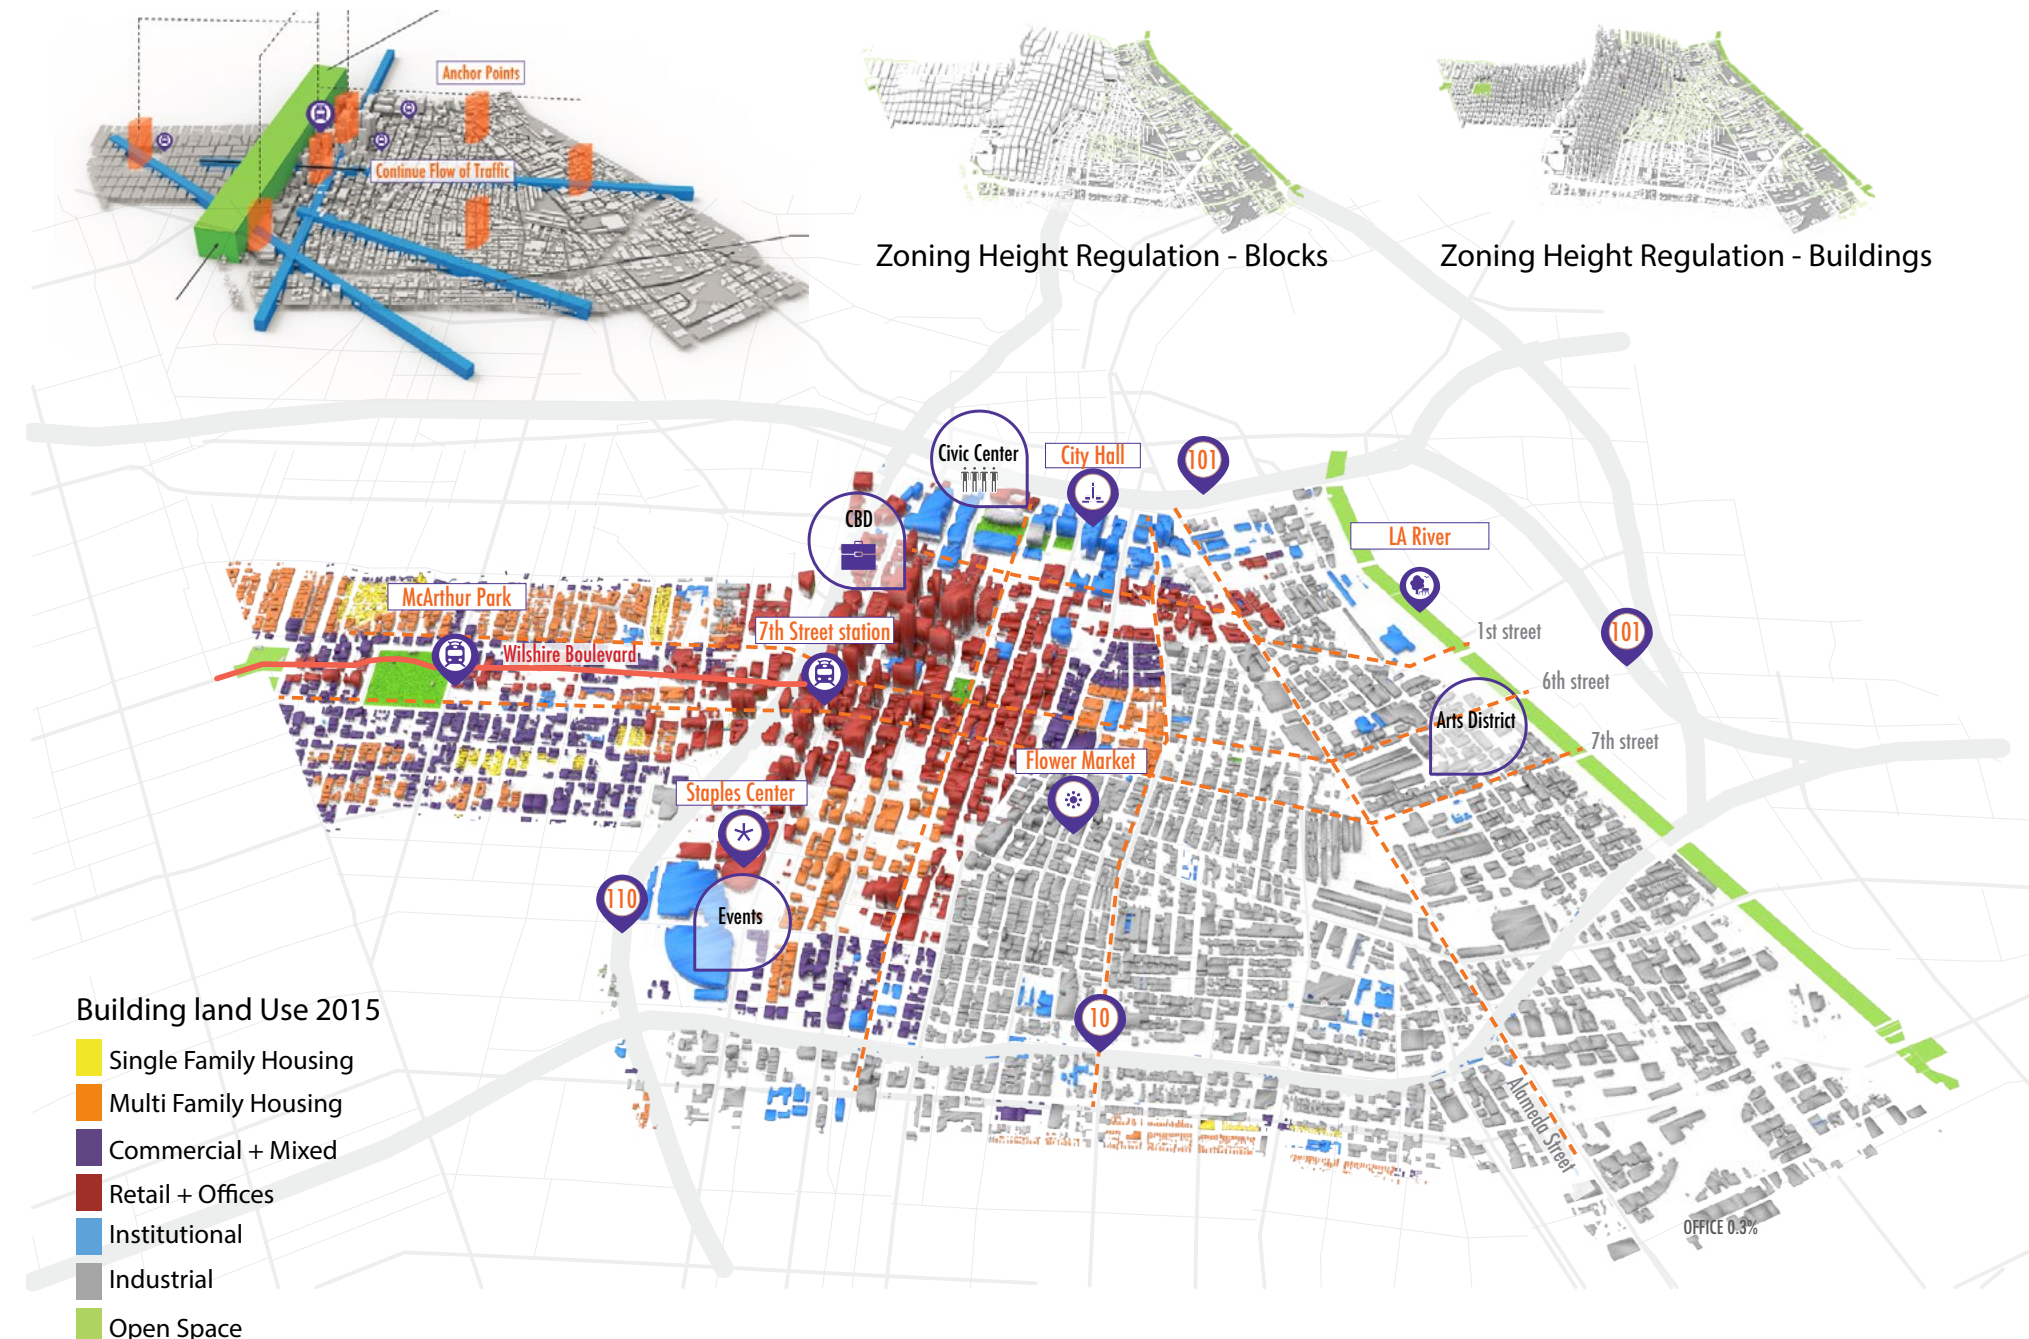 Anchor Points
Continue Flow of Traffic
Zoning Height Regulation - Blocks
Zoning Height Regulation - Buildings
Civic Center
City Hall
101
CBD
LA River
McArthur Park
7th Street station
Wilshire Boulevard
1st street
101
6th street
Arts District
7th street
Flower Market
Staples Center
110
Events
10
Building land Use 2015
Single Family Housing
Multi Family Housing
Commercial + Mixed
Retail + Offices
Institutional
Industrial
Open Space
Alameda Street
OFFICE 0.3%